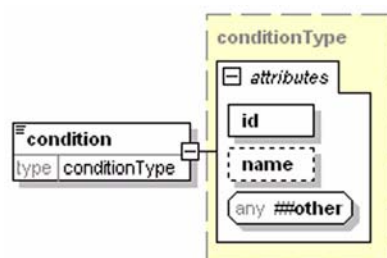 conditionType
attributes
id
condition
name
type conditionType
any ##other